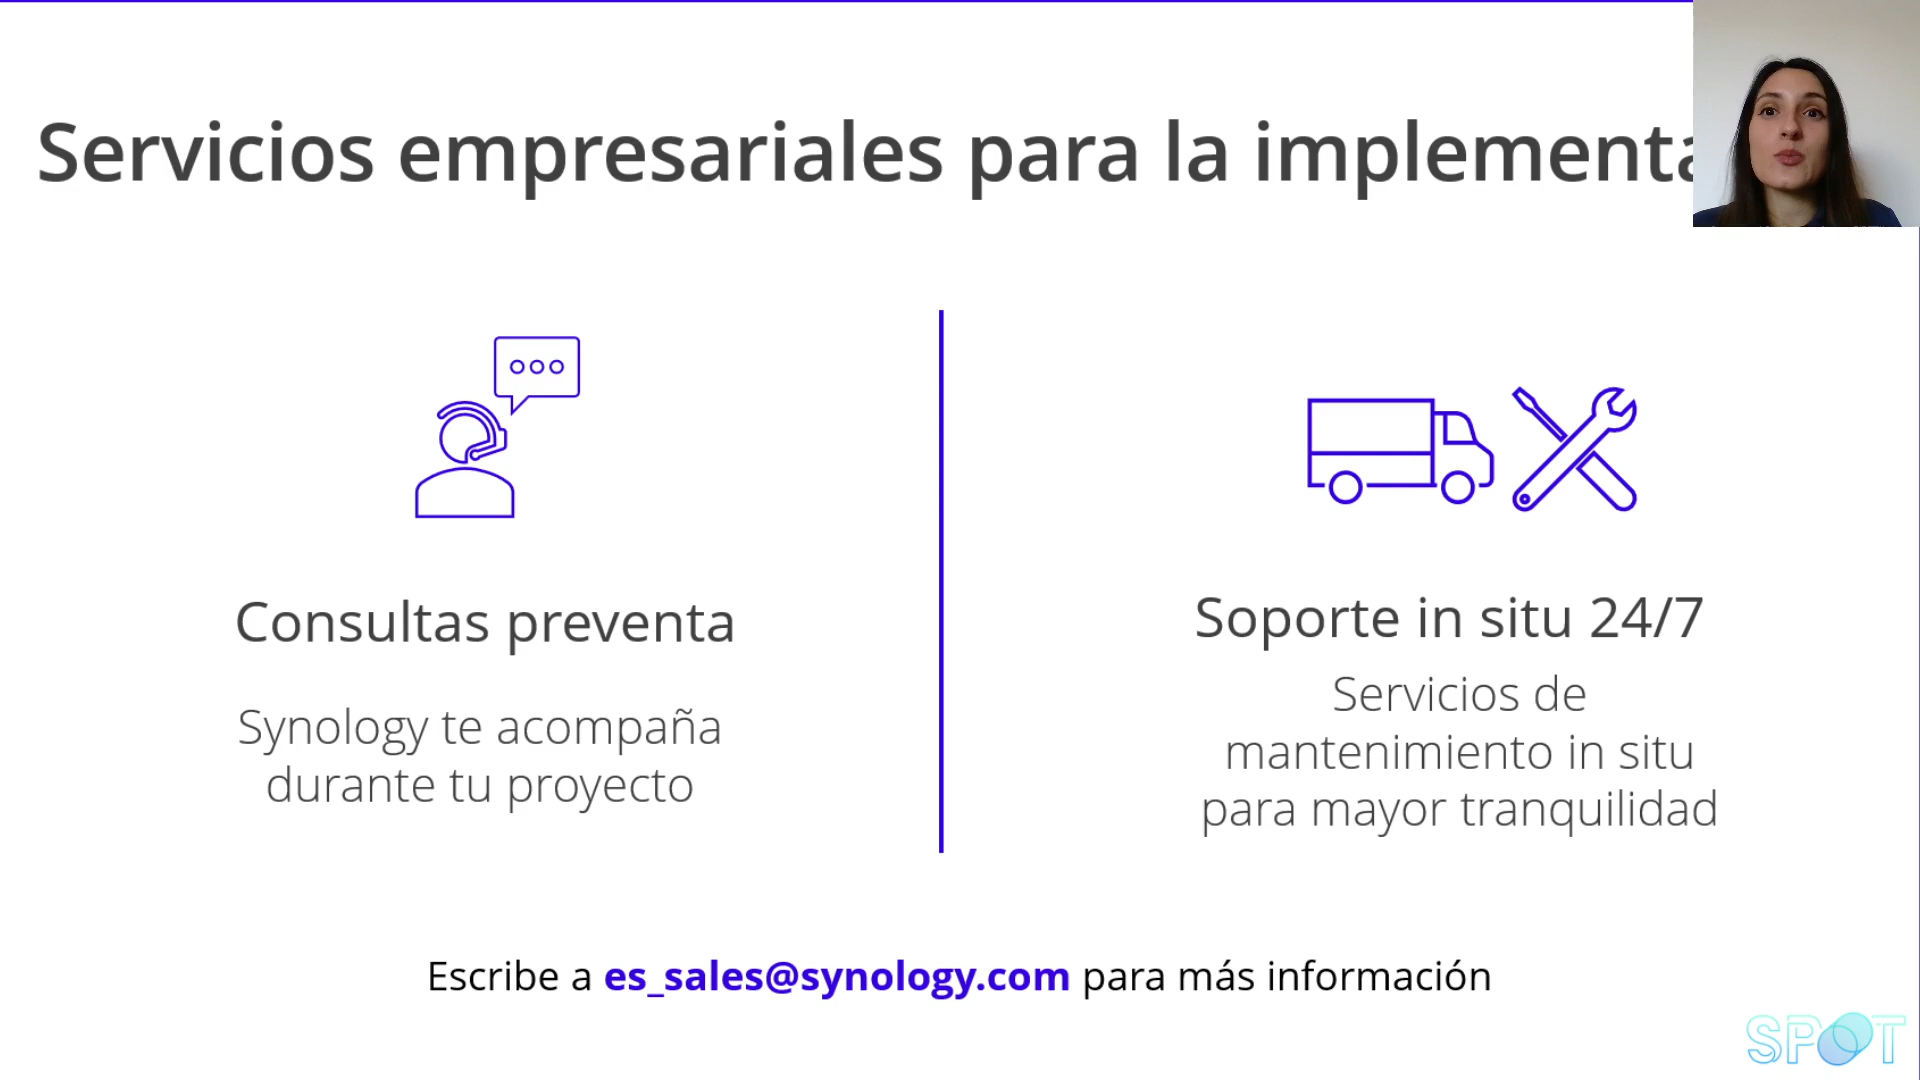 Servicios empresariales para la implementa
Consultas preventa
Synology te acompaña
durante tu proyecto
Soporte in situ 24/7
Servicios de
mantenimiento in situ
para mayor tranquilidad
Escribe a es_sales@synology.com para más información
SPOT